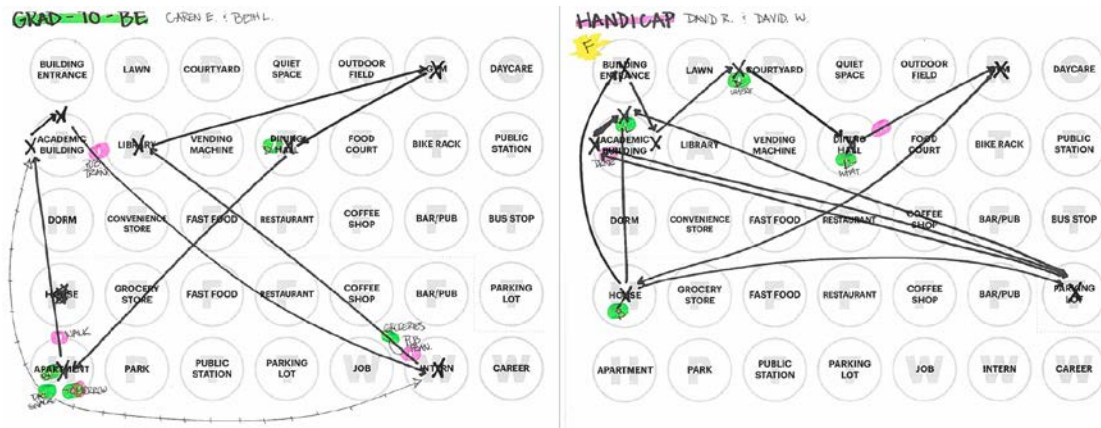 GRAD-TO-BE CAREN E. & BETH L.
BUILDING ENTRANCE LAWN COURTYARD QUIET SPACE OUTDOOR FIELD GYM DAYCARE
ACADEMIC BUILDING LIBRARY VENDING MACHINE DINING HALL FOOD COURT BIKE RACK PUBLIC STATION
PUB TRAN.
DORM CONVENIENCE STORE FAST FOOD RESTAURANT COFFEE SHOP BAR/PUB BUS STOP
HOUSE GROCERY STORE FAST FOOD RESTAURANT COFFEE SHOP BAR/PUB PARKING LOT
WALK
GROCERIES
PUB TRAN.
APARTMENT PARK PUBLIC STATION PARKING LOT JOB INTERN CAREER
HANDICAP DAVID R. & DAVID. W.
F
BUILDING ENTRANCE LAWN COURTYARD QUIET SPACE OUTDOOR FIELD GYM DAYCARE
ACADEMIC BUILDING LIBRARY VENDING MACHINE DINING HALL FOOD COURT BIKE RACK PUBLIC STATION
WHAT
DORM CONVENIENCE STORE FAST FOOD RESTAURANT COFFEE SHOP BAR/PUB BUS STOP
HOUSE GROCERY STORE FAST FOOD RESTAURANT COFFEE SHOP BAR/PUB PARKING LOT
APARTMENT PARK PUBLIC STATION PARKING LOT JOB INTERN CAREER